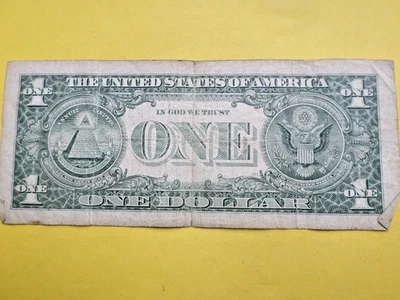 1 ONE
THE UNITED STATES OF AMERICA
1 ONE
IN GOD WE TRUST
ONE
ONE 1
ONE DOLLAR
ONE 1